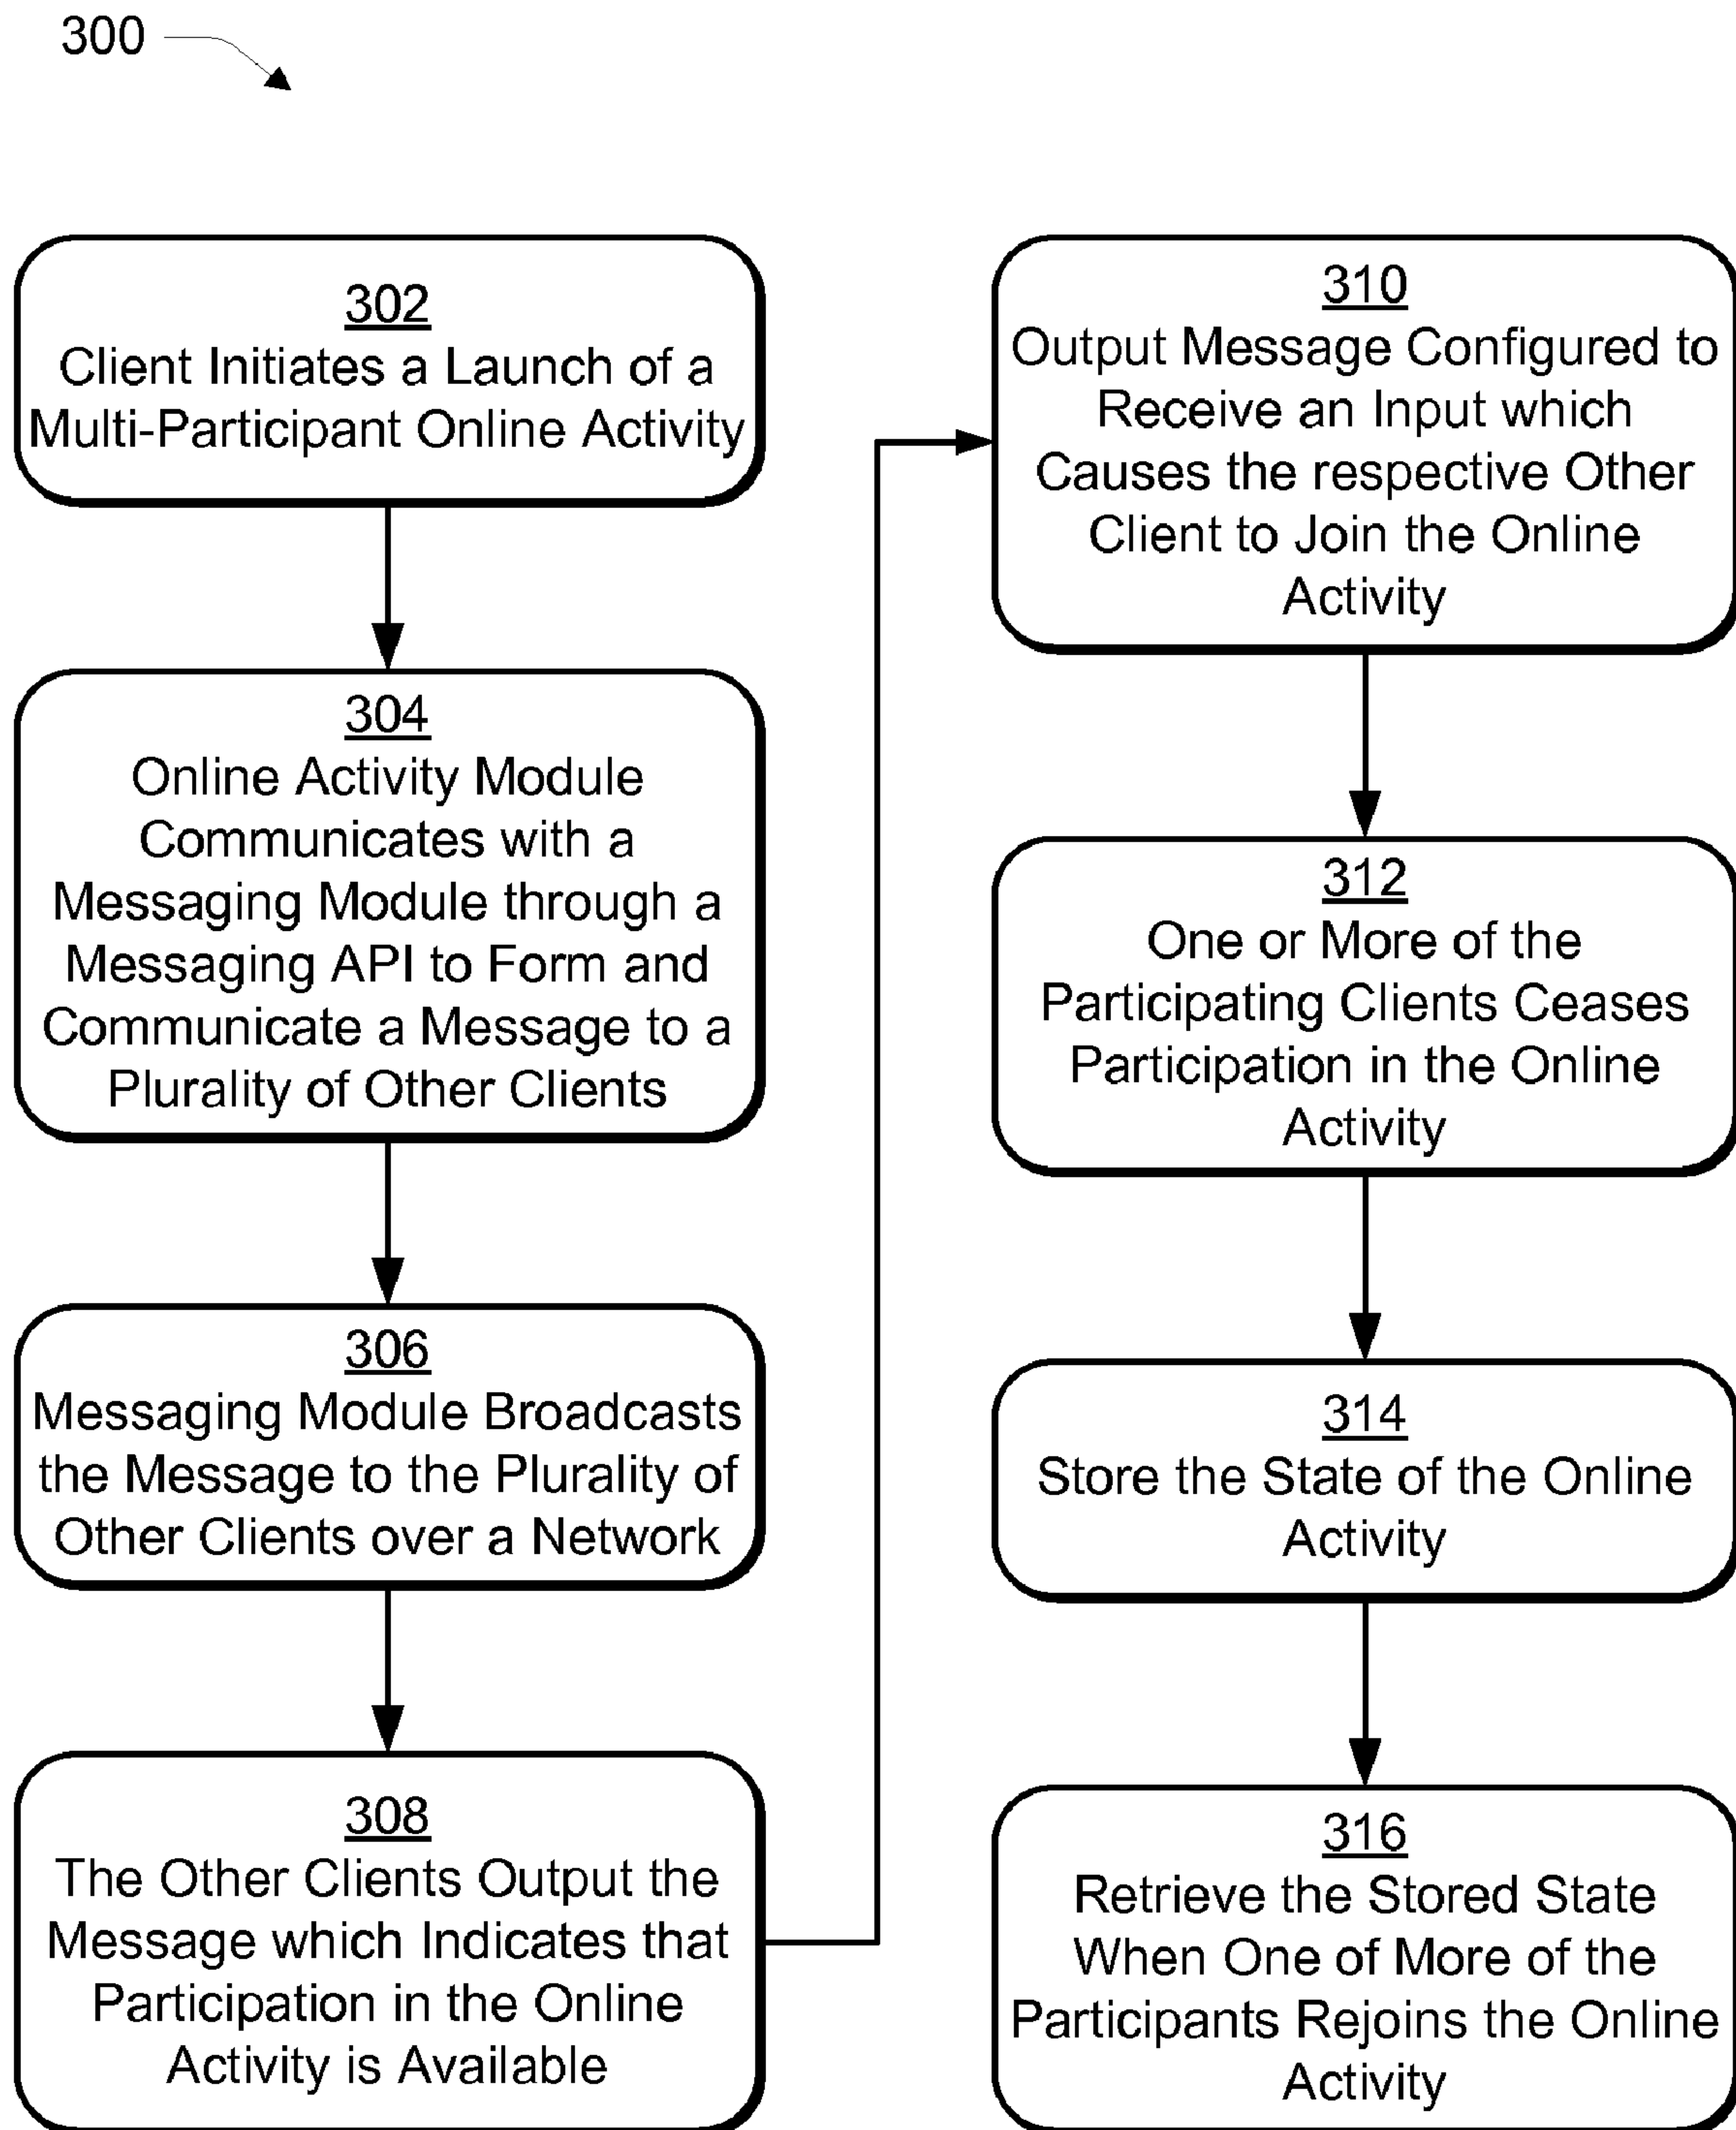 300
302
Client Initiates a Launch of a
Multi-Participant Online Activity
304
Online Activity Module
Communicates with a
Messaging Module through a
Messaging API to Form and
Communicate a Message to a
Plurality of Other Clients
306
Messaging Module Broadcasts
the Message to the Plurality of
Other Clients over a Network
308
The Other Clients Output the
Message which Indicates that
Participation in the Online
Activity is Available
310
Output Message Configured to
Receive an Input which
Causes the respective Other
Client to Join the Online
Activity
312
One or More of the
Participating Clients Ceases
Participation in the Online
Activity
314
Store the State of the Online
Activity
316
Retrieve the Stored State
When One of More of the
Participants Rejoins the Online
Activity